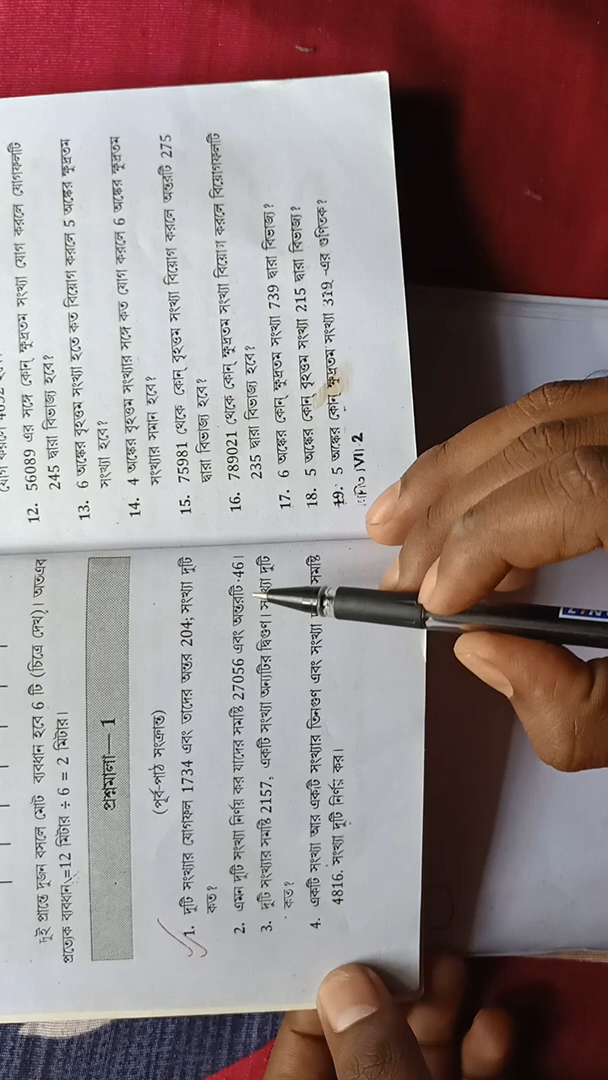 12. 56089 এর সঙ্গে কোন্ ক্ষুদ্রতম সংখ্যা যোগ করলে যোগফলটি
245 দ্বারা বিভাজ্য হবে?
13. 6 অঙ্কের বৃহত্তম সংখ্যা হতে কত বিয়োগ করলে 5 অঙ্কের ক্ষুদ্রতম
সংখ্যা হবে?
14. 4 অঙ্কের বৃহত্তম সংখ্যার সঙ্গে কত যোগ করলে 6 অঙ্কের ক্ষুদ্রতম
সংখ্যার সমান হবে?
15. 75981 থেকে কোন্ বৃহত্তম সংখ্যা বিয়োগ করলে অন্তরটি 275
দ্বারা বিভাজ্য হবে?
16. 789021 থেকে কোন্ ক্ষুদ্রতম সংখ্যা বিয়োগ করলে বিয়োগফলটি
235 দ্বারা বিভাজ্য হবে?
17. 6 অঙ্কের কোন্ ক্ষুদ্রতম সংখ্যা 739 দ্বারা বিভাজ্য?
18. 5 অঙ্কের কোন্ বৃহত্তম সংখ্যা 215 দ্বারা বিভাজ্য?
19. 5 অঙ্কের কোন্ ক্ষুদ্রতম সংখ্যা 319 -এর গুণিতক?
VI 2
দুই প্রান্তে দুজন বসলে মোট ব্যবধান হবে 6 টি (চিত্রে দেখ)। অতএব
প্রত্যেক ব্যবধান =12 মিটার ÷ 6 = 2 মিটার।
প্রশ্নমালা— 1
(পূর্ব-পাঠ সংক্রান্ত)
1. দুটি সংখ্যার যোগফল 1734 এবং তাদের অন্তর 204; সংখ্যা দুটি
কত?
2. এমন দুটি সংখ্যা নির্ণয় কর যাদের সমষ্টি 27056 এবং অন্তরটি 46।
3. দুটি সংখ্যার সমষ্টি 2157, একটি সংখ্যা অন্যটির দ্বিগুণ। সংখ্যা দুটি
কত?
4. একটি সংখ্যা আর একটি সংখ্যার তিনগুণ এবং সংখ্যা সমষ্টি
4816. সংখ্যা দুটি নির্ণয় কর।